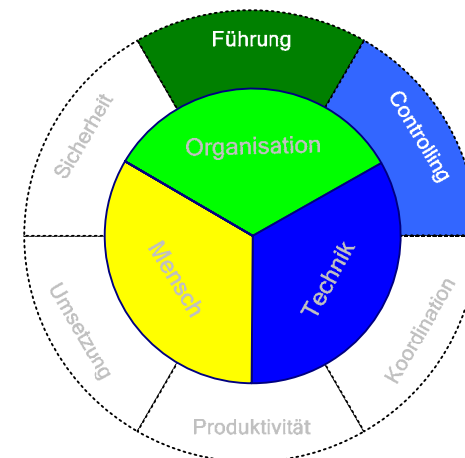 Führung
Controlling
Sicherheit
Organisation
Mensch
Technik
Umsetzung
Koordination
Produktivität